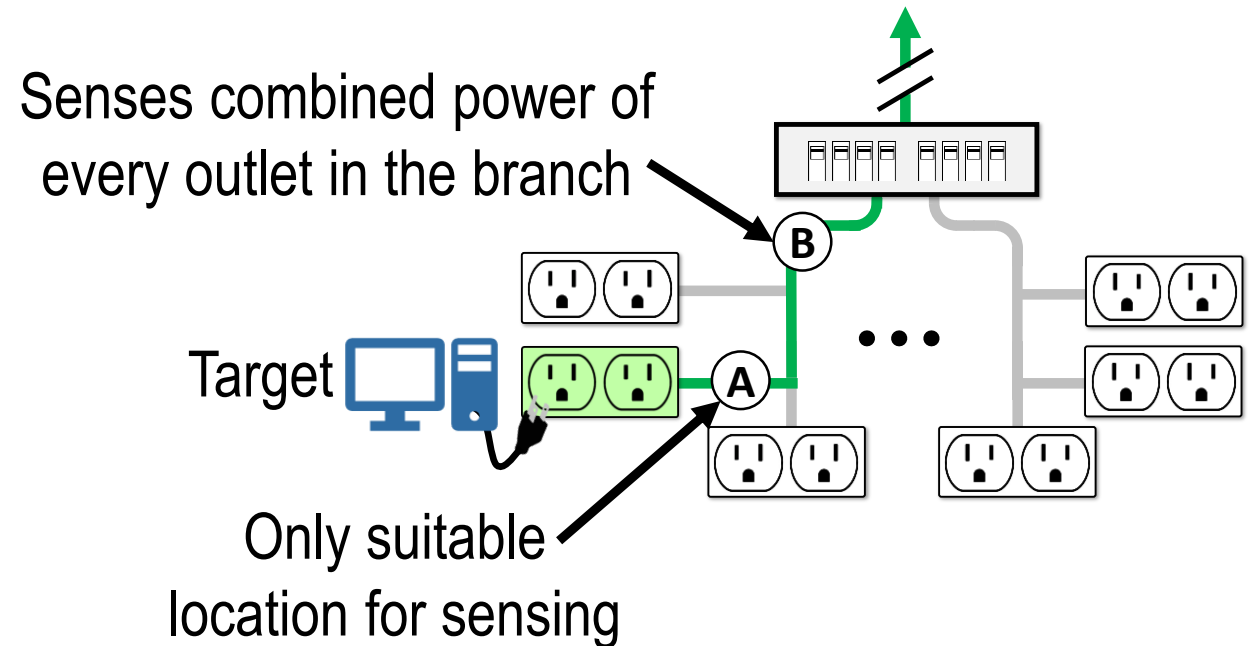 Senses combined power of
every outlet in the branch
B
Target
A
Only suitable
location for sensing